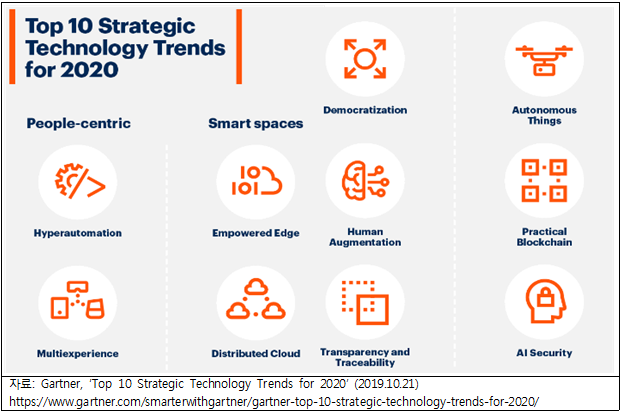 Top 10 Strategic
Technology Trends
for 2020
Democratization
Autonomous
Things
People-centric
Smart spaces
Hyperautomation
Empowered Edge
Human
Augmentation
Practical
Blockchain
Multiexperience
Distributed Cloud
Transparency and
Traceability
AI Security
자료: Gartner, 'Top 10 Strategic Technology Trends for 2020' (2019.10.21)
https://www.gartner.com/smarterwithgartner/gartner-top-10-strategic-technology-trends-for-2020/